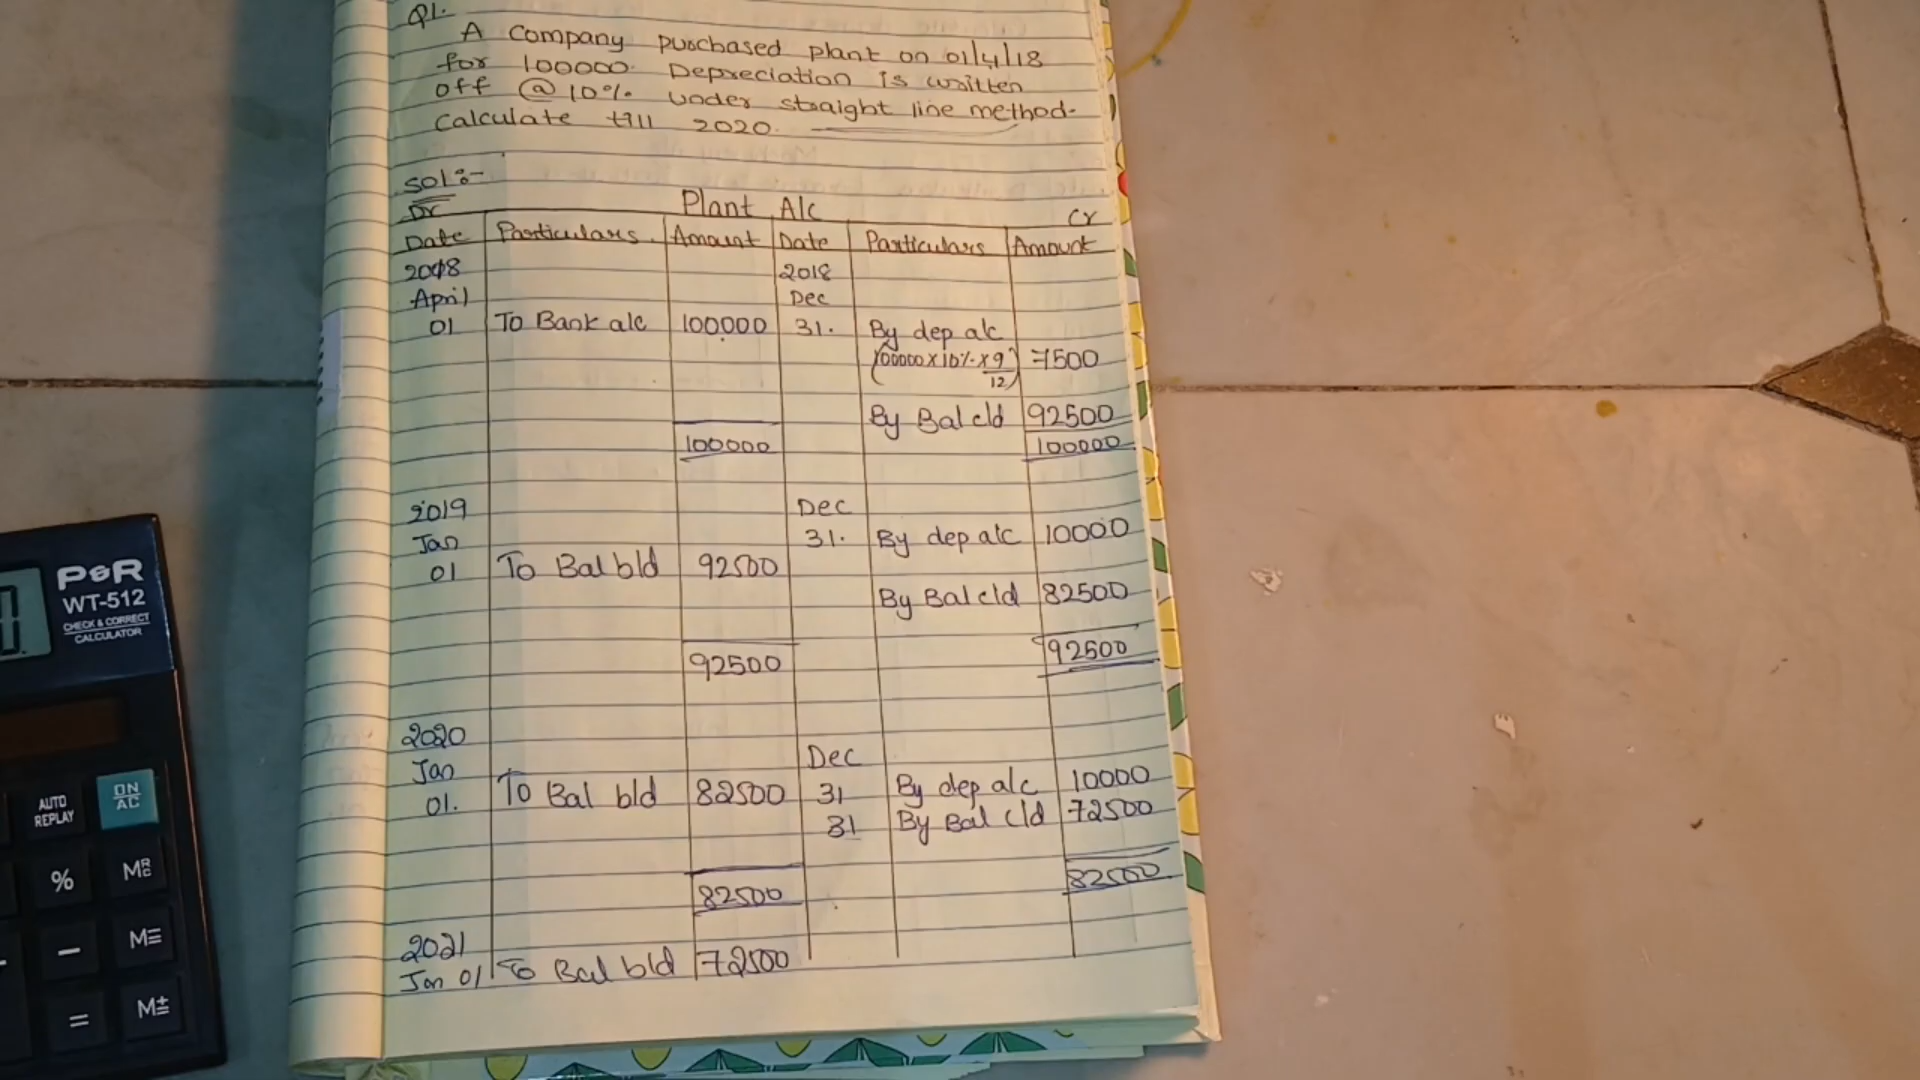 Q1.
A Company purchased plant on 01/4/18
for 100000. Depreciation is written
off @ 10% under straight line method.
Calculate till 2020.
Sol:-
Dr Plant A/c Cr
Date Particulars Amount Date Particulars Amount
2018 2018
April Dec
01 To Bank a/c 100000 31. By dep a/c
(100000 x 10% x 9/12) 7500
By Bal c/d 92500
100000 100000
2019 Dec
Jan 31. By dep a/c 10000
01 To Bal b/d 92500
By Bal c/d 82500
92500 92500
2020
Jan Dec
01. To Bal b/d 82500 31 By dep a/c 10000
31 By Bal c/d 72500
82500 82500
2021
Jan 01 To Bal b/d 72500
P&R
WT-512
CHECK & CORRECT
CALCULATOR
AUTO REPLAY
ON/AC
%
=